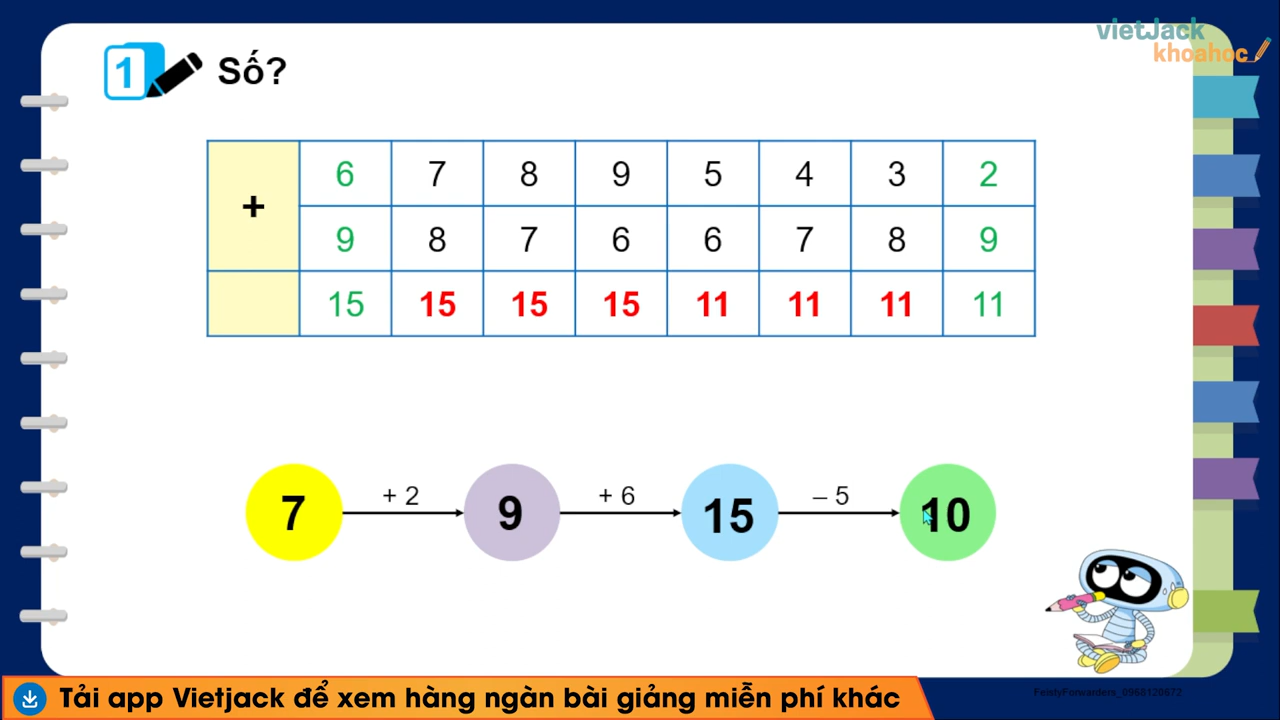 vietJack
khoahoc
1 Số?
+ 6 7 8 9 5 4 3 2
9 8 7 6 6 7 8 9
15 15 15 15 11 11 11 11
7 + 2 9 + 6 15 – 5 10
Tải app Vietjack để xem hàng ngàn bài giảng miễn phí khác
FeistyForwarders_0968120672